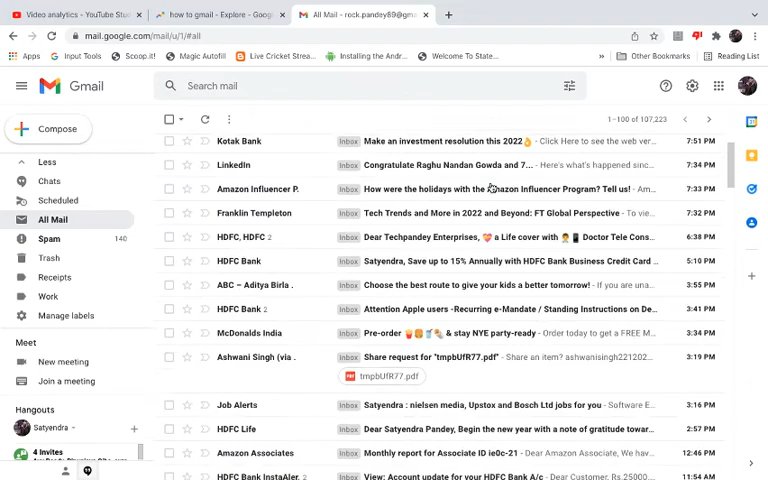 Video analytics - YouTube Stu
how to gmail - Explore - Goog
All Mail - rock.pandey89@gm
mail.google.com/mail/u/1/#all
Apps
Input Tools
Scoop.it!
Magic Autofill
Live Cricket Strea...
Installing the Andr...
Welcome To State...
»
Other Bookmarks
Reading List
Gmail
Search mail
Compose
1–100 of 107,223
Less
Chats
Scheduled
All Mail
Spam 140
Trash
Receipts
Work
Manage labels
Meet
New meeting
Join a meeting
Hangouts
Satyendra
4 Invites
Kotak Bank Inbox Make an investment resolution this 2022👌 - Click Here to see the web ver... 7:51 PM
LinkedIn Inbox Congratulate Raghu Nandan Gowda and 7... - Here's what's happened sinc... 7:34 PM
Amazon Influencer P. Inbox How were the holidays with the Amazon Influencer Program? Tell us! - Am... 7:33 PM
Franklin Templeton Inbox Tech Trends and More in 2022 and Beyond: FT Global Perspective - To vie... 7:32 PM
HDFC, HDFC 2 Inbox Dear Techpandey Enterprises, 💝 a Life cover with 👨‍⚕️📱 Doctor Tele Cons... 6:38 PM
HDFC Bank Inbox Satyendra, Save up to 15% Annually with HDFC Bank Business Credit Card ... 5:10 PM
ABC – Aditya Birla . Inbox Choose the best route to give your kids a better tomorrow! - If you are una... 3:55 PM
HDFC Bank 2 Inbox Attention Apple users -Recurring e-Mandate / Standing Instructions on De... 3:41 PM
McDonalds India Inbox Pre-order 🍟🍔🥤🍗 & stay NYE party-ready - Order today to get a FREE M... 3:34 PM
Ashwani Singh (via . Inbox Share request for "tmpbUfR77.pdf" - Share an item? ashwanisingh221202... 3:19 PM
PDF tmpbUfR77.pdf
Job Alerts Inbox Satyendra : nielsen media, Upstox and Bosch Ltd jobs for you - Software E... 3:16 PM
HDFC Life Inbox Dear Satyendra Pandey, Begin the new year with a note of gratitude towar... 2:57 PM
Amazon Associates Inbox Monthly report for Associate ID ie0c-21 - Dear Amazon Associate, We hav... 12:46 PM
HDFC Bank InstaAler. 2 Inbox View: Account update for your HDFC Bank A/c - Dear Customer, Rs.25000... 11:54 AM